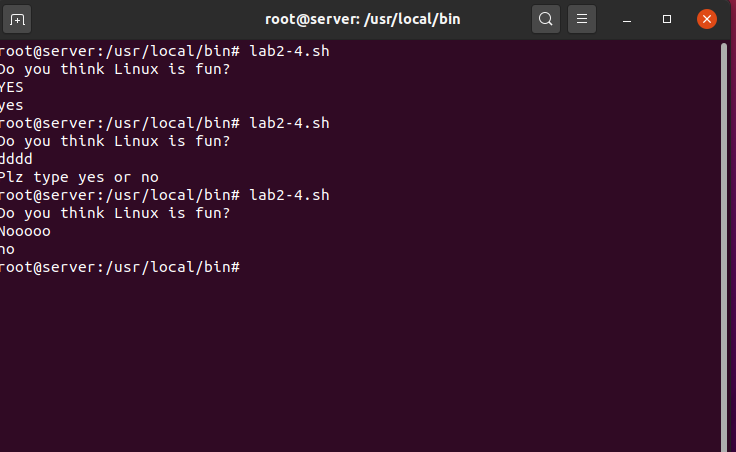 root@server: /usr/local/bin
root@server:/usr/local/bin# lab2-4.sh
Do you think Linux is fun?
YES
yes
root@server:/usr/local/bin# lab2-4.sh
Do you think Linux is fun?
dddd
Plz type yes or no
root@server:/usr/local/bin# lab2-4.sh
Do you think Linux is fun?
Nooooo
no
root@server:/usr/local/bin#